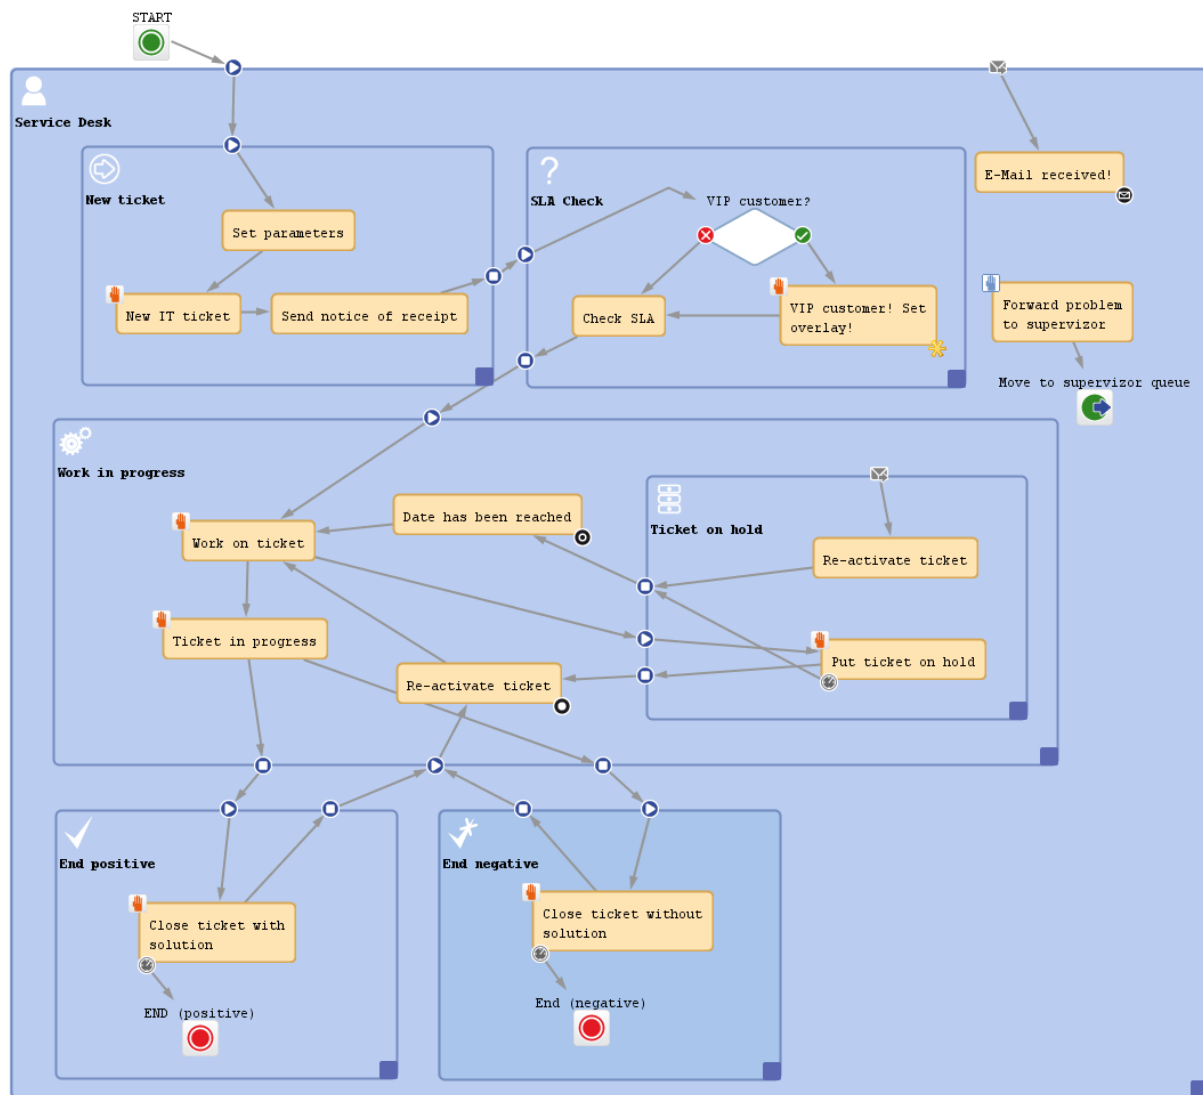 START
Service Desk
New ticket
Set parameters
New IT ticket
Send notice of receipt
SLA Check
VIP customer?
Check SLA
VIP customer! Set
overlay!
E-Mail received!
Forward problem
to supervizor
Move to supervizor queue
Work in progress
Work on ticket
Date has been reached
Ticket in progress
Re-activate ticket
Ticket on hold
Re-activate ticket
Put ticket on hold
End positive
Close ticket with
solution
END (positive)
End negative
Close ticket without
solution
End (negative)